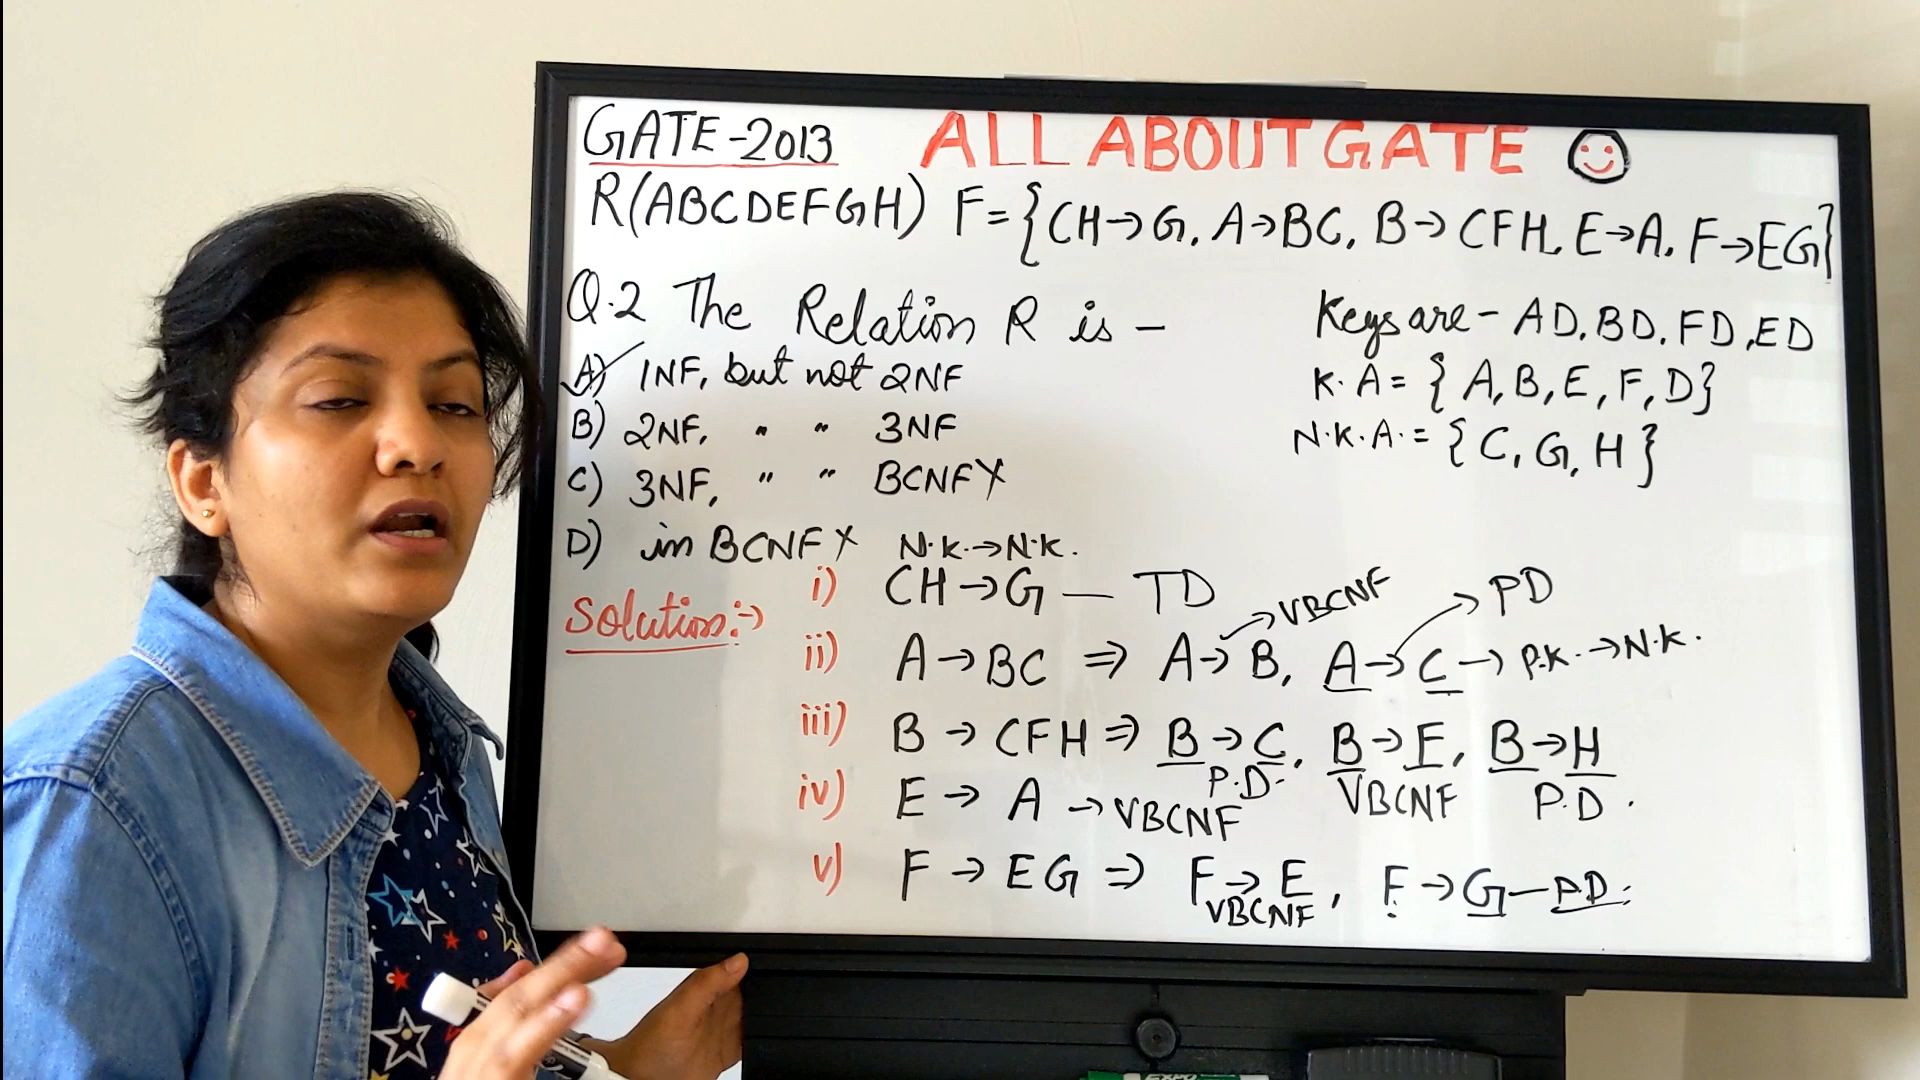 GATE-2013 ALL ABOUT GATE
R(ABCDEFGH) F={CH→G, A→BC, B→CFH, E→A, F→EG}
Q.2 The Relation R is -
Keys are - AD, BD, FD, ED
A) 1NF, but not 2NF
K.A = {A, B, E, F, D}
B) 2NF, " " 3NF
N.K.A. = {C, G, H}
C) 3NF, " " BCNF X
D) in BCNF X N.K.→N.K.
Solution:→
i) CH→G — TD
ii) A→BC ⇒ A→B, →VBCNF A→C → PD → P.K.→N.K.
iii) B→CFH ⇒ B→C, B→F, B→H
P.D. VBCNF P.D.
iv) E→A → VBCNF
v) F→EG ⇒ F→E, F→G — P.D.
VBCNF
EXPO